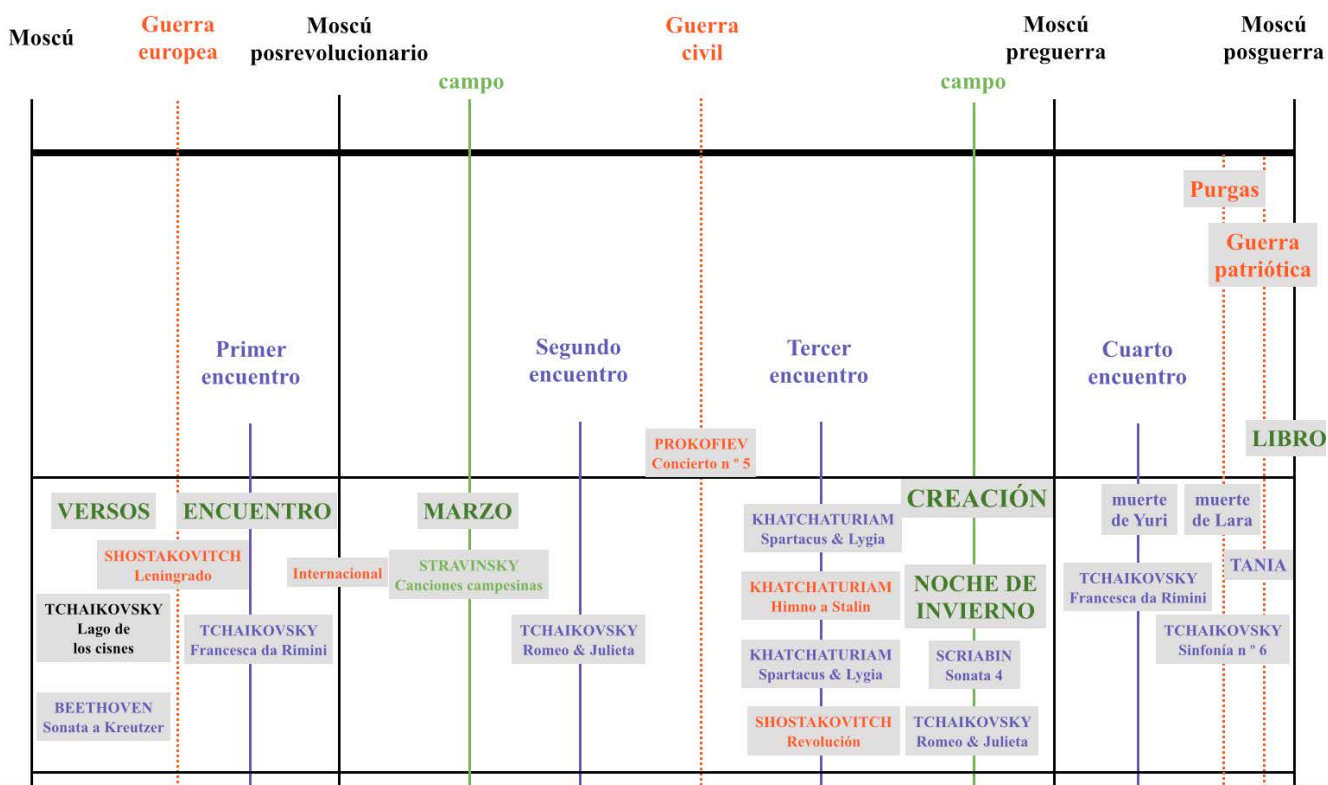 Moscú
Guerra
europea
Moscú
posrevolucionario
campo
Guerra
civil
campo
Moscú
preguerra
Moscú
posguerra
Purgas
Guerra
patriótica
Primer
encuentro
Segundo
encuentro
Tercer
encuentro
Cuarto
encuentro
PROKOFIEV
Concierto n º 5
LIBRO
VERSOS
ENCUENTRO
MARZO
CREACIÓN
muerte
de Yuri
muerte
de Lara
SHOSTAKOVITCH
Leningrado
Internacional
STRAVINSKY
Canciones campesinas
KHATCHATURIAM
Spartacus & Lygia
TANIA
TCHAIKOVSKY
Lago de
los cisnes
TCHAIKOVSKY
Francesca da Rimini
TCHAIKOVSKY
Romeo & Julieta
KHATCHATURIAM
Himno a Stalin
NOCHE DE
INVIERNO
TCHAIKOVSKY
Francesca da Rimini
TCHAIKOVSKY
Sinfonía n º 6
KHATCHATURIAM
Spartacus & Lygia
SCRIABIN
Sonata 4
BEETHOVEN
Sonata a Kreutzer
SHOSTAKOVITCH
Revolución
TCHAIKOVSKY
Romeo & Julieta